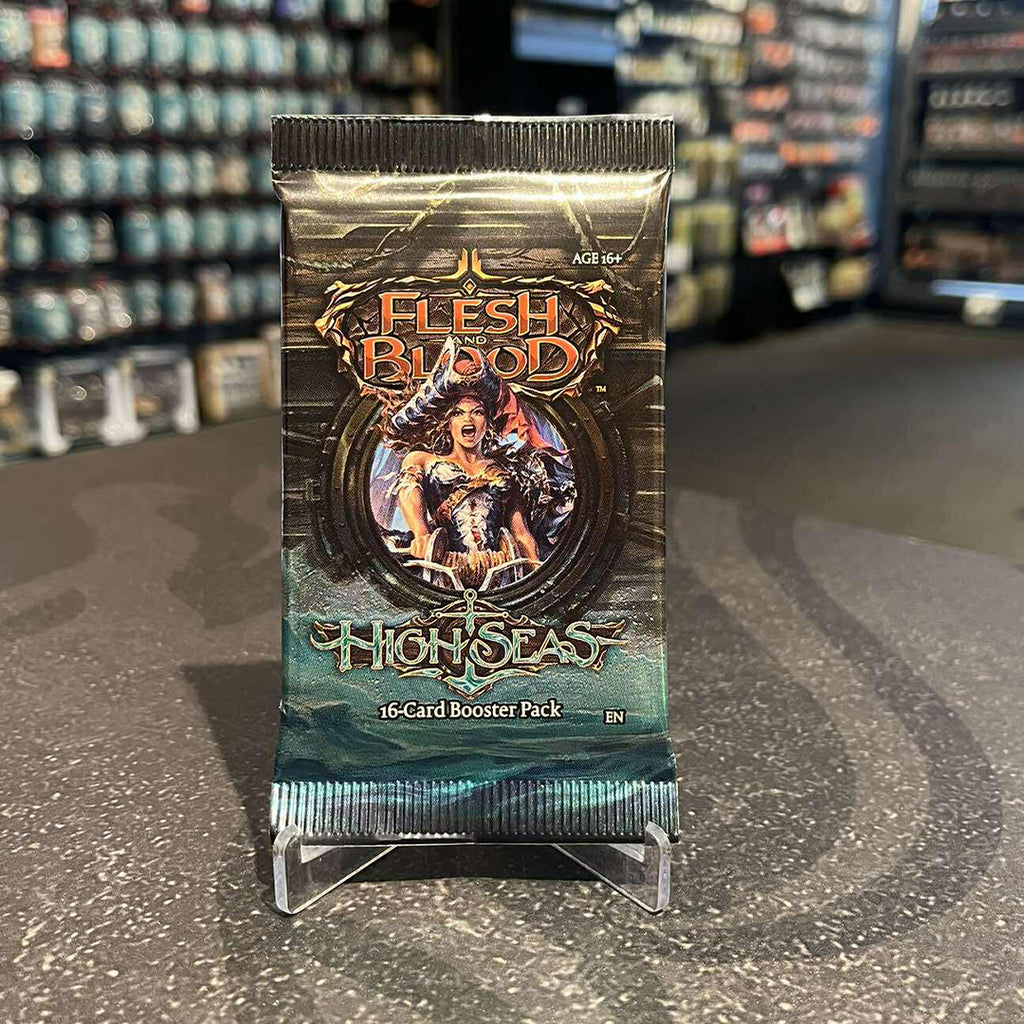 AGE 16+
FLESH
AND
BLOOD
™
HIGH SEAS
16-Card Booster Pack
EN